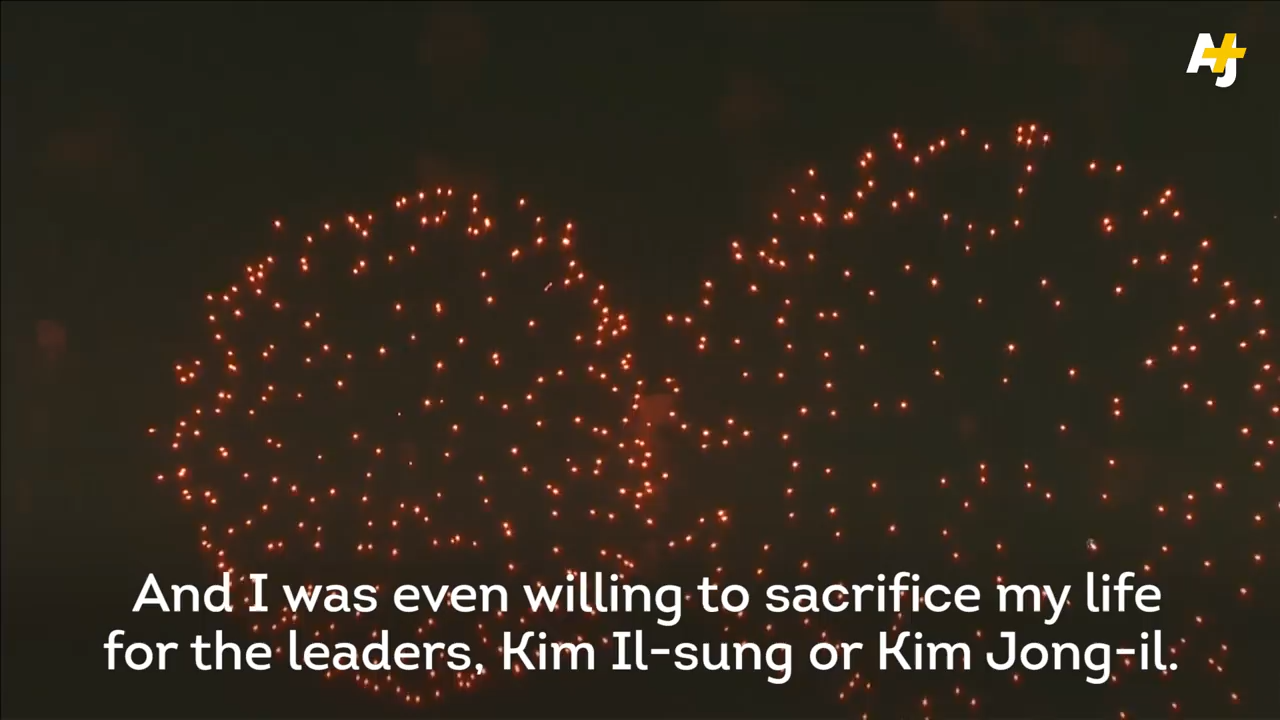 AJ+
And I was even willing to sacrifice my life
for the leaders, Kim Il-sung or Kim Jong-il.